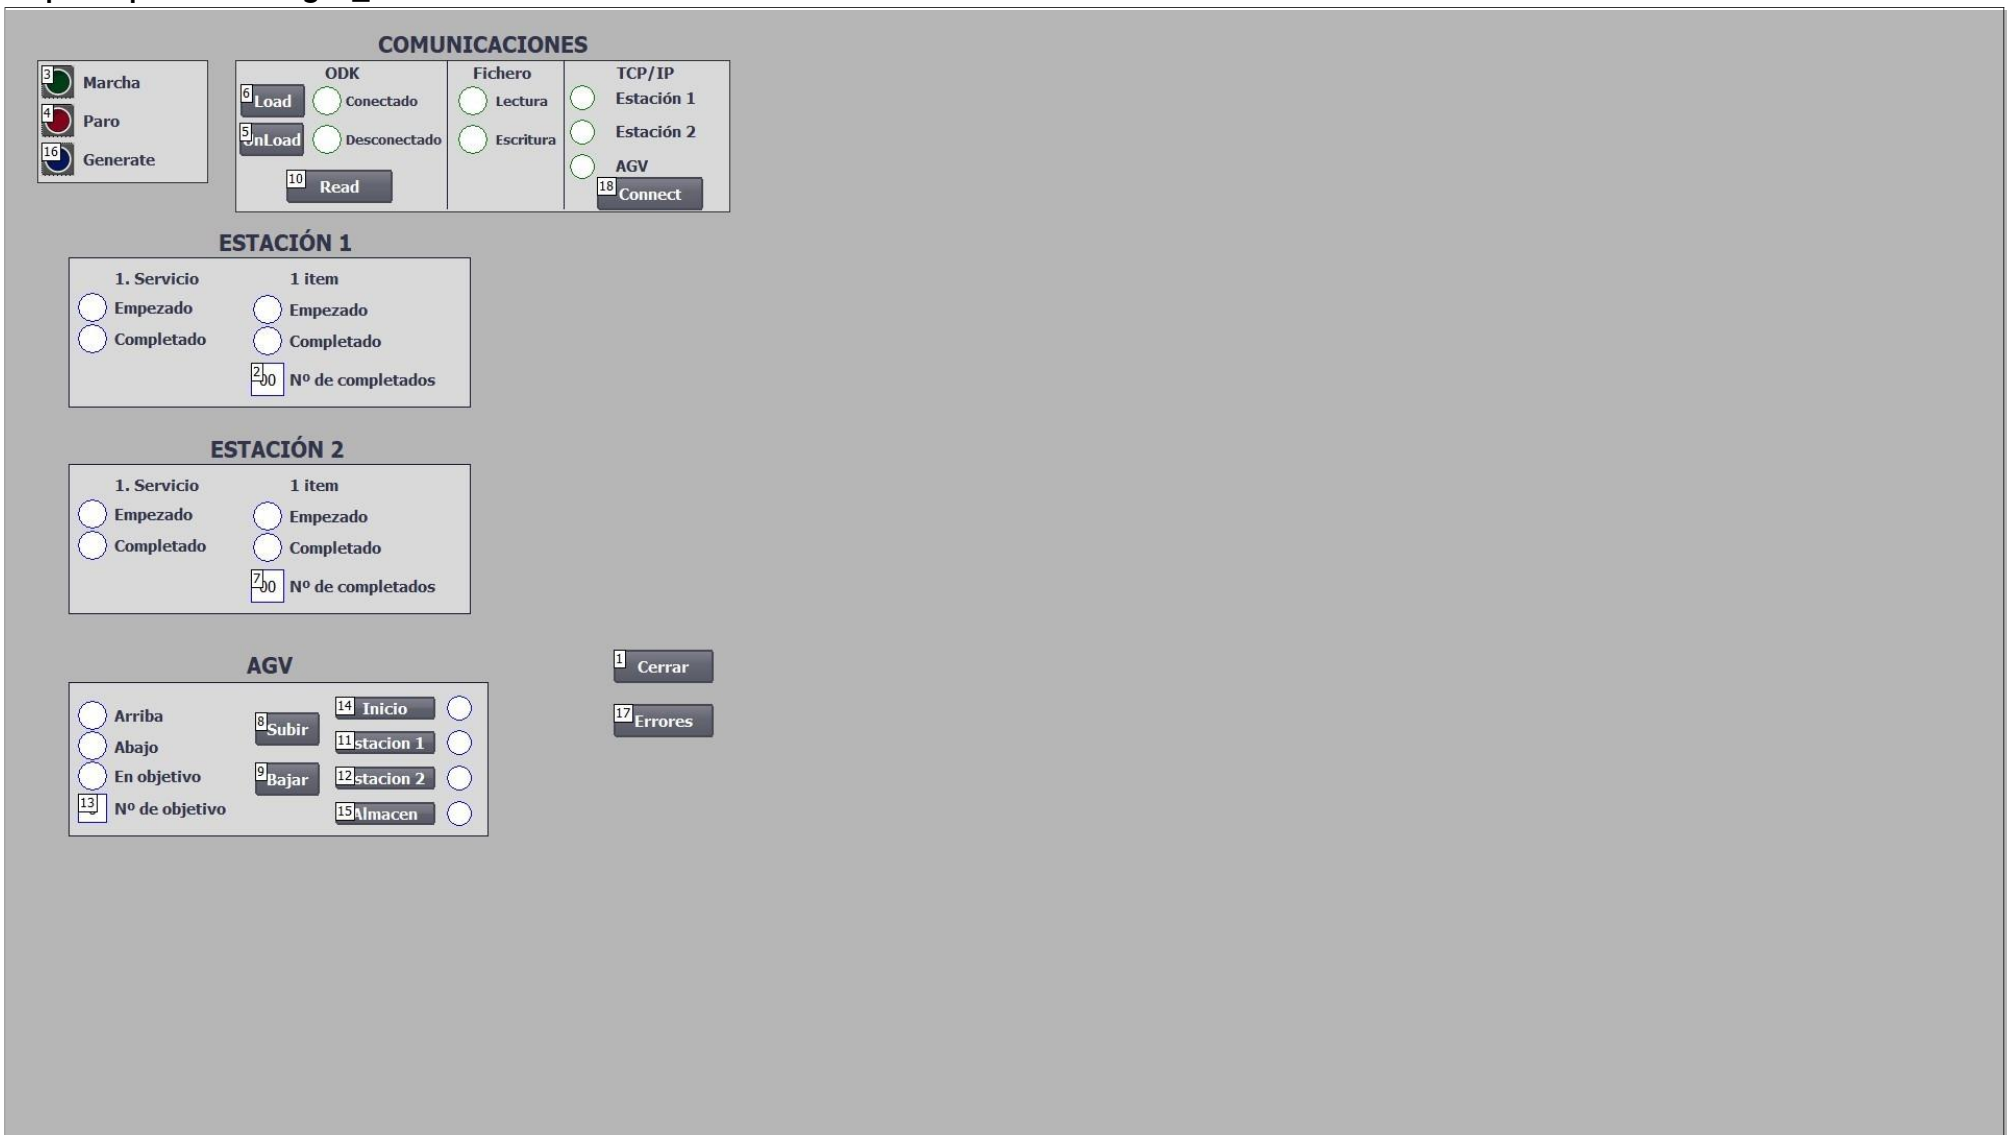 COMUNICACIONES
3 Marcha
4 Paro
16 Generate
ODK
6 Load Conectado
5 UnLoad Desconectado
10 Read
Fichero
Lectura
Escritura
TCP/IP
Estación 1
Estación 2
AGV
18 Connect
ESTACIÓN 1
1. Servicio 1 item
Empezado Empezado
Completado Completado
2 00 Nº de completados
ESTACIÓN 2
1. Servicio 1 item
Empezado Empezado
Completado Completado
7 00 Nº de completados
AGV
Arriba
Abajo
En objetivo
13 Nº de objetivo
8 Subir
9 Bajar
14 Inicio
11 stacion 1
12 stacion 2
15 Almacen
1 Cerrar
17 Errores